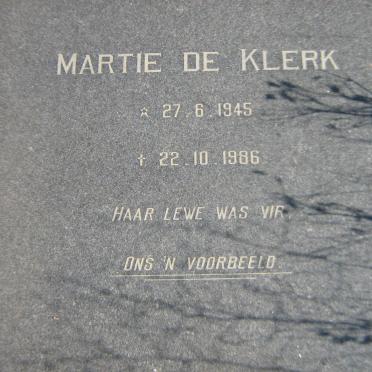 MARTIE DE KLERK
☆ 27.6.1945
† 22.10.1986
HAAR LEWE WAS VIR
ONS 'N VOORBEELD